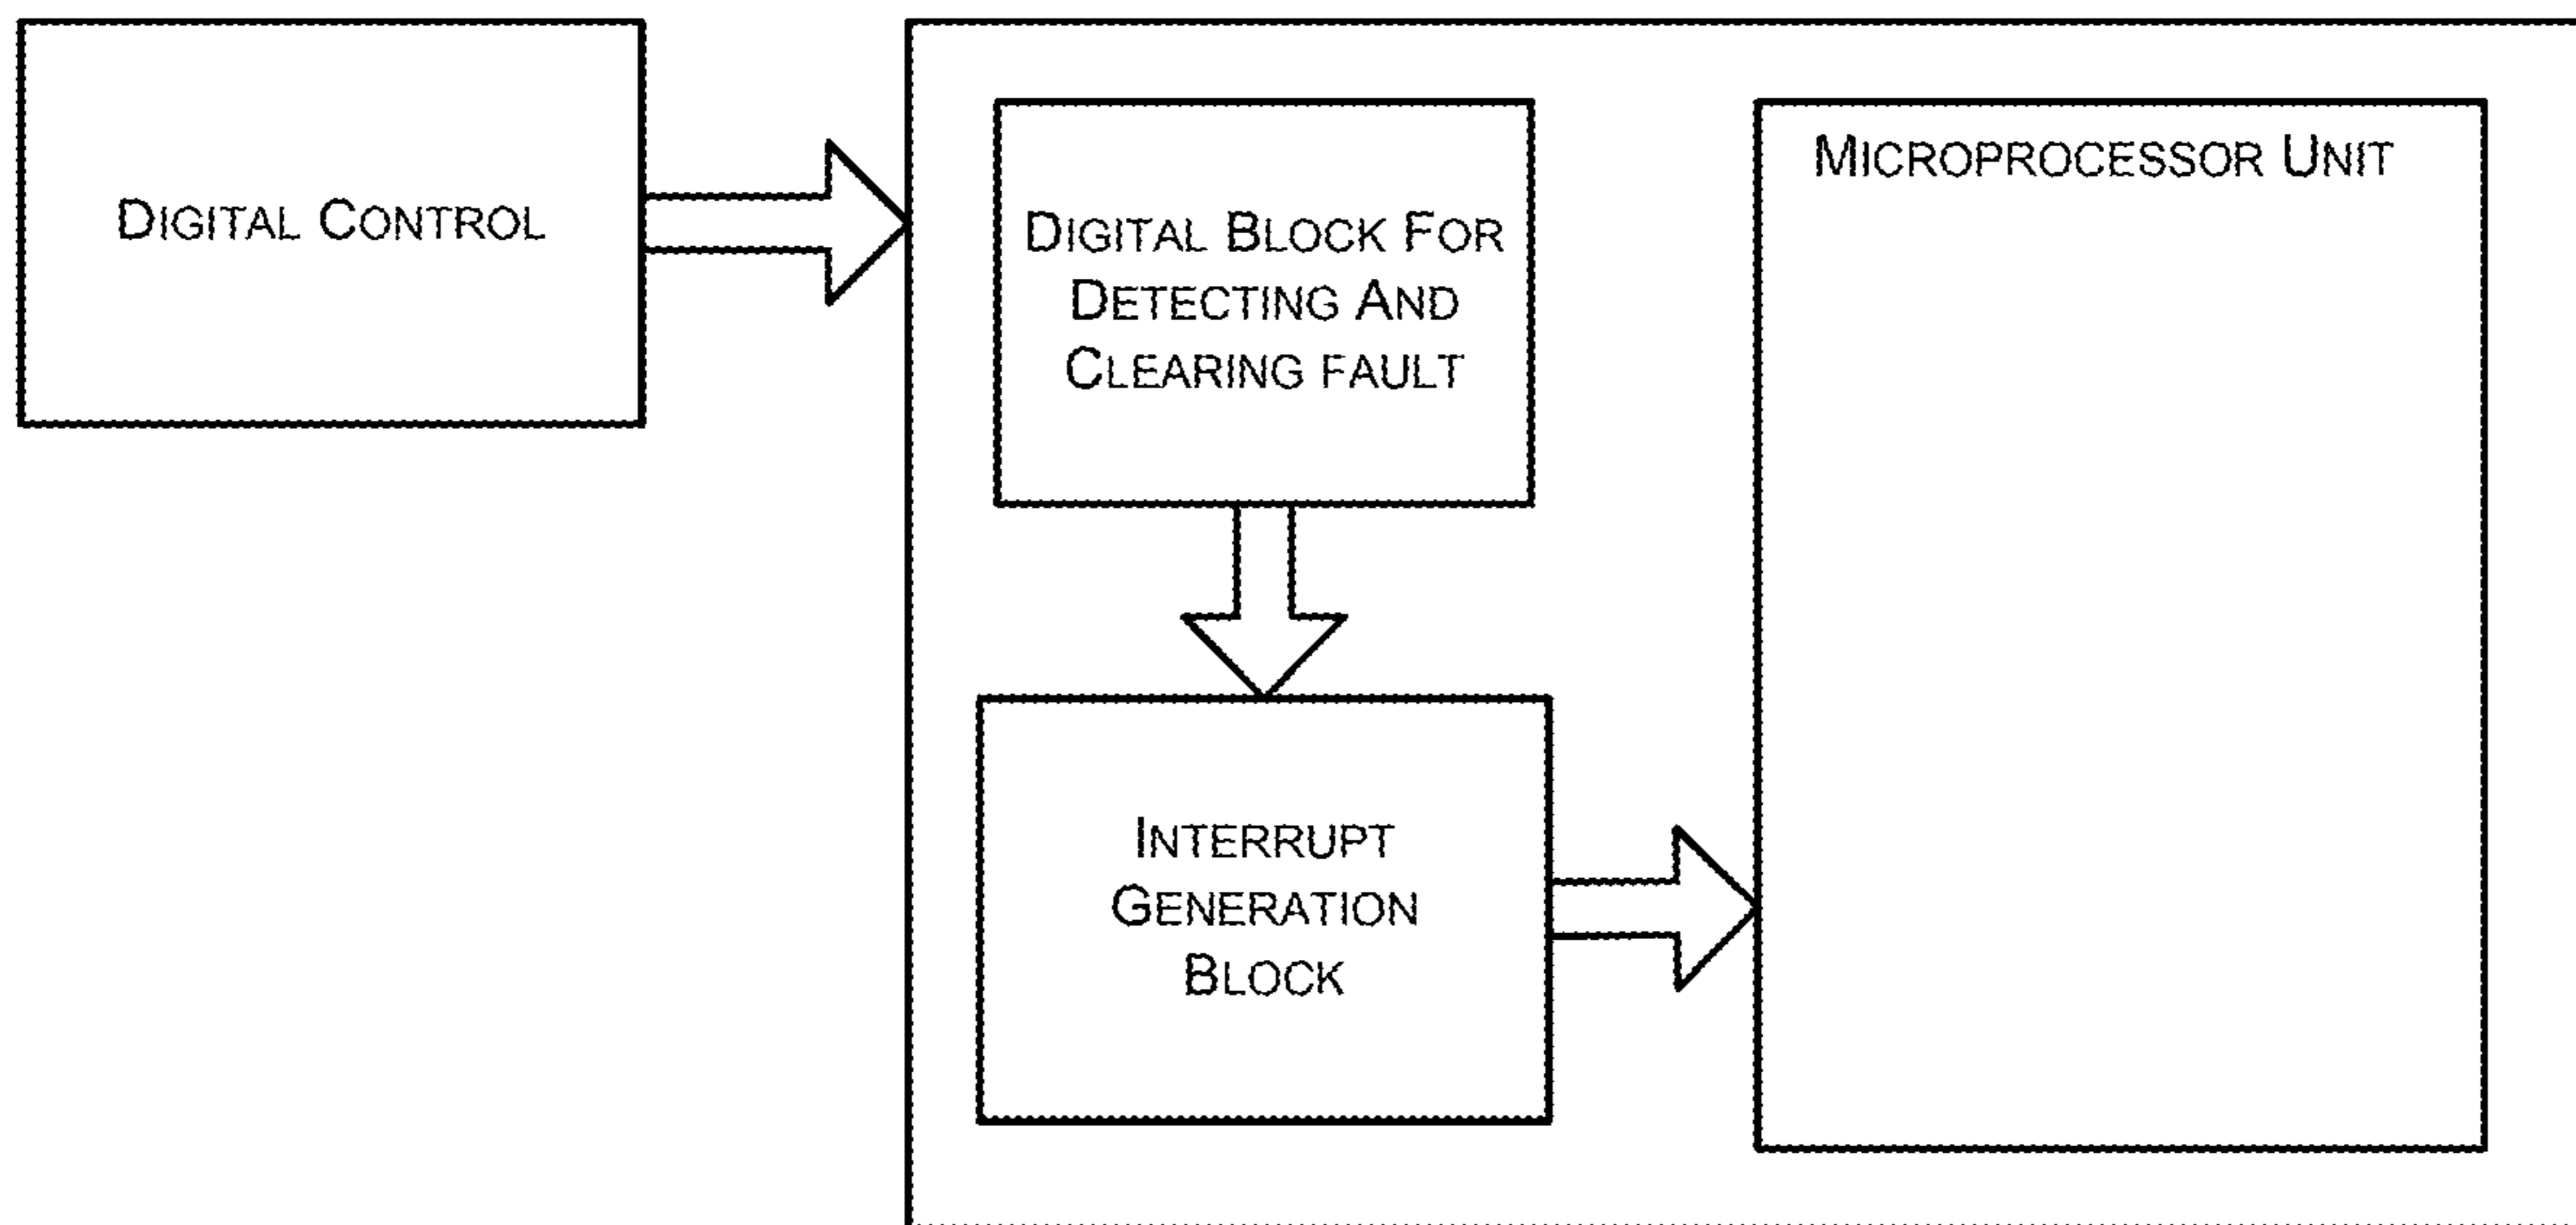 DIGITAL CONTROL
DIGITAL BLOCK FOR
DETECTING AND
CLEARING FAULT
INTERRUPT
GENERATION
BLOCK
MICROPROCESSOR UNIT